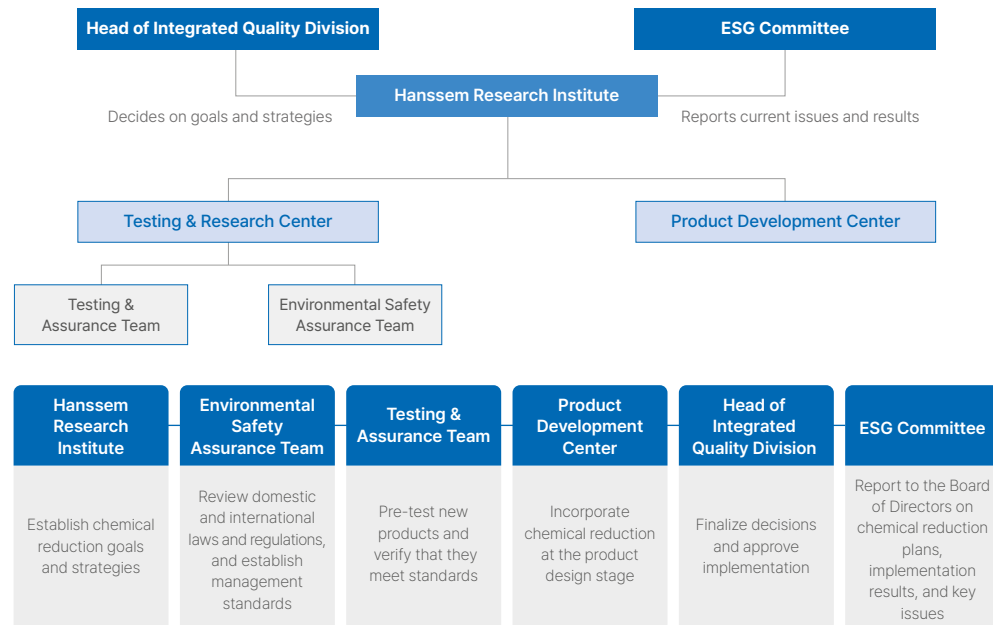 Head of Integrated Quality Division
ESG Committee
Hanssem Research Institute
Decides on goals and strategies
Reports current issues and results
Testing & Research Center
Product Development Center
Testing &
Assurance Team
Environmental Safety
Assurance Team
Hanssem
Research
Institute
Establish chemical
reduction goals
and strategies
Environmental
Safety
Assurance Team
Review domestic
and international
laws and regulations,
and establish
management
standards
Testing &
Assurance Team
Pre-test new
products and
verify that they
meet standards
Product
Development
Center
Incorporate
chemical reduction
at the product
design stage
Head of
Integrated
Quality Division
Finalize decisions
and approve
implementation
ESG Committee
Report to the Board
of Directors on
chemical reduction
plans,
implementation
results, and key
issues